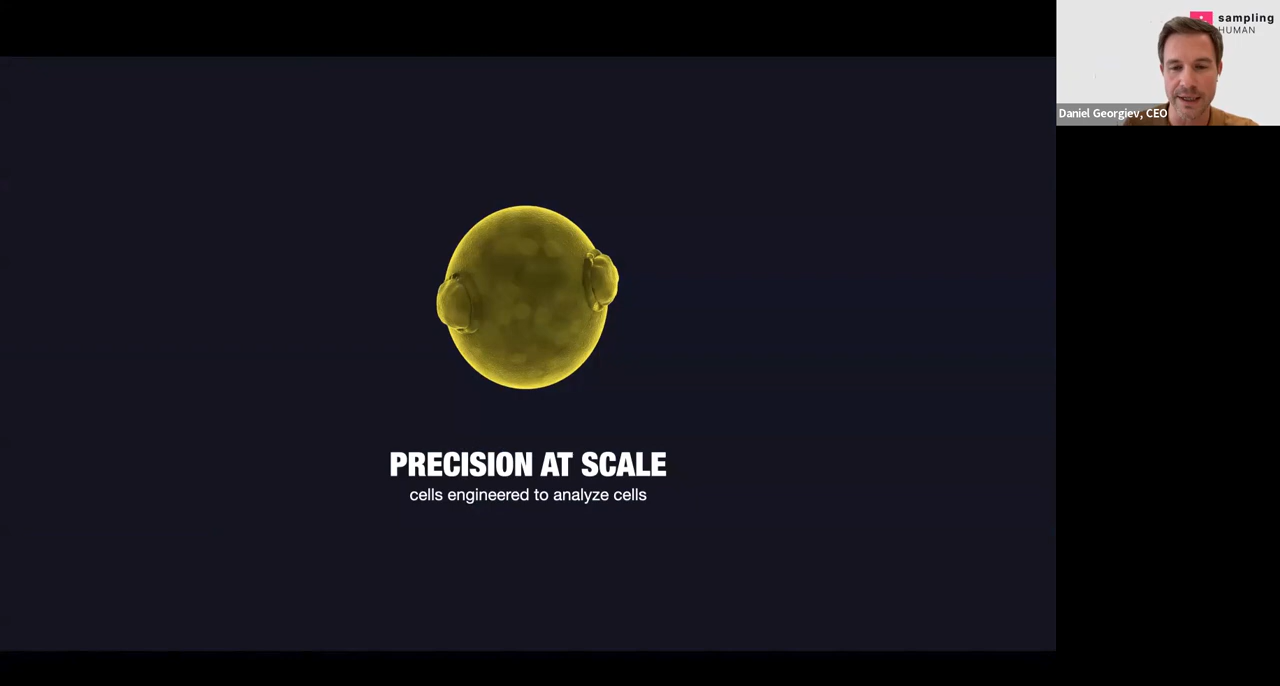 sampling
HUMAN
Daniel Georgiev, CEO
PRECISION AT SCALE
cells engineered to analyze cells